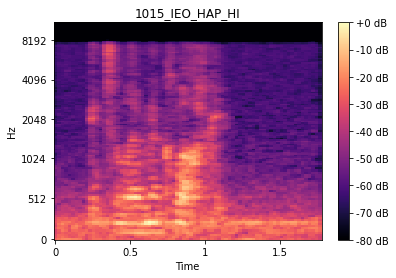 1015_IEO_HAP_HI
+0 dB
8192
-10 dB
4096
-20 dB
-30 dB
2048
-40 dB
Hz
1024
-50 dB
-60 dB
512
-70 dB
0
-80 dB
0
0.5
1
1.5
Time